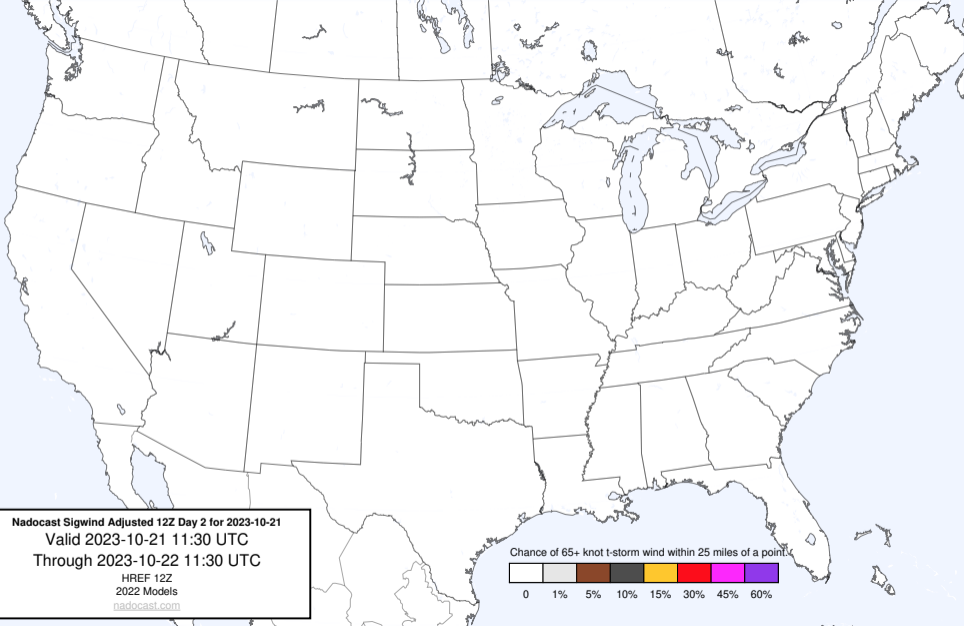 Nadocast Sigwind Adjusted 12Z Day 2 for 2023-10-21
Valid 2023-10-21 11:30 UTC
Through 2023-10-22 11:30 UTC
HREF 12Z
2022 Models
nadocast.com
Chance of 65+ knot t-storm wind within 25 miles of a point.
0 1% 5% 10% 15% 30% 45% 60%